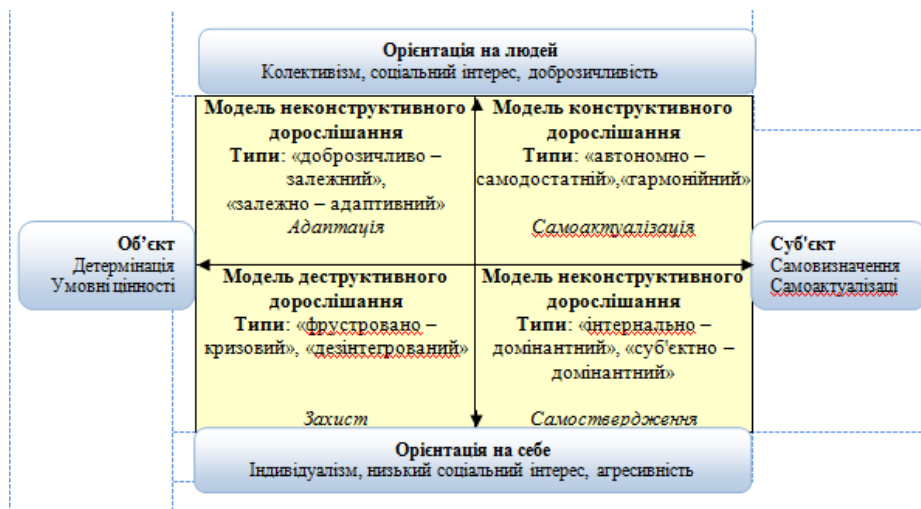 Орієнтація на людей
Колективізм, соціальний інтерес, доброзичливість
Модель неконструктивного
дорослішання
Типи: «доброзичливо –
залежний»,
«залежно – адаптивний»
Адаптація
Модель конструктивного
дорослішання
Типи: «автономно –
самодостатній»,«гармонійний»
Самоактуалізація
Об’єкт
Детермінація
Умовні цінності
Суб'єкт
Самовизначення
Самоактуалізаці
Модель деструктивного
дорослішання
Типи: «фрустровано –
кризовий», «дезінтегрований»
Захист
Модель неконструктивного
дорослішання
Типи: «інтернально –
домінантний», «суб'єктно –
домінантний»
Самоствердження
Орієнтація на себе
Індивідуалізм, низький соціальний інтерес, агресивність